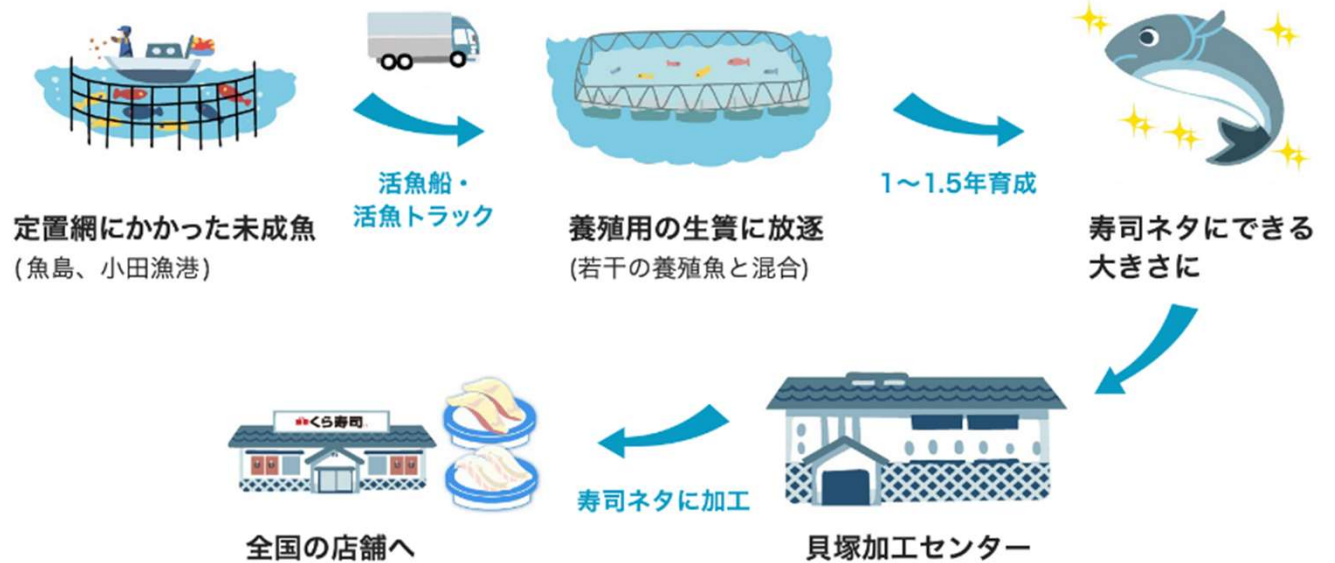 定置網にかかった未成魚
(魚島、小田漁港)
活魚船・
活魚トラック
養殖用の生簀に放逐
(若干の養殖魚と混合)
1〜1.5年育成
寿司ネタにできる
大きさに
貝塚加工センター
寿司ネタに加工
くら寿司
全国の店舗へ